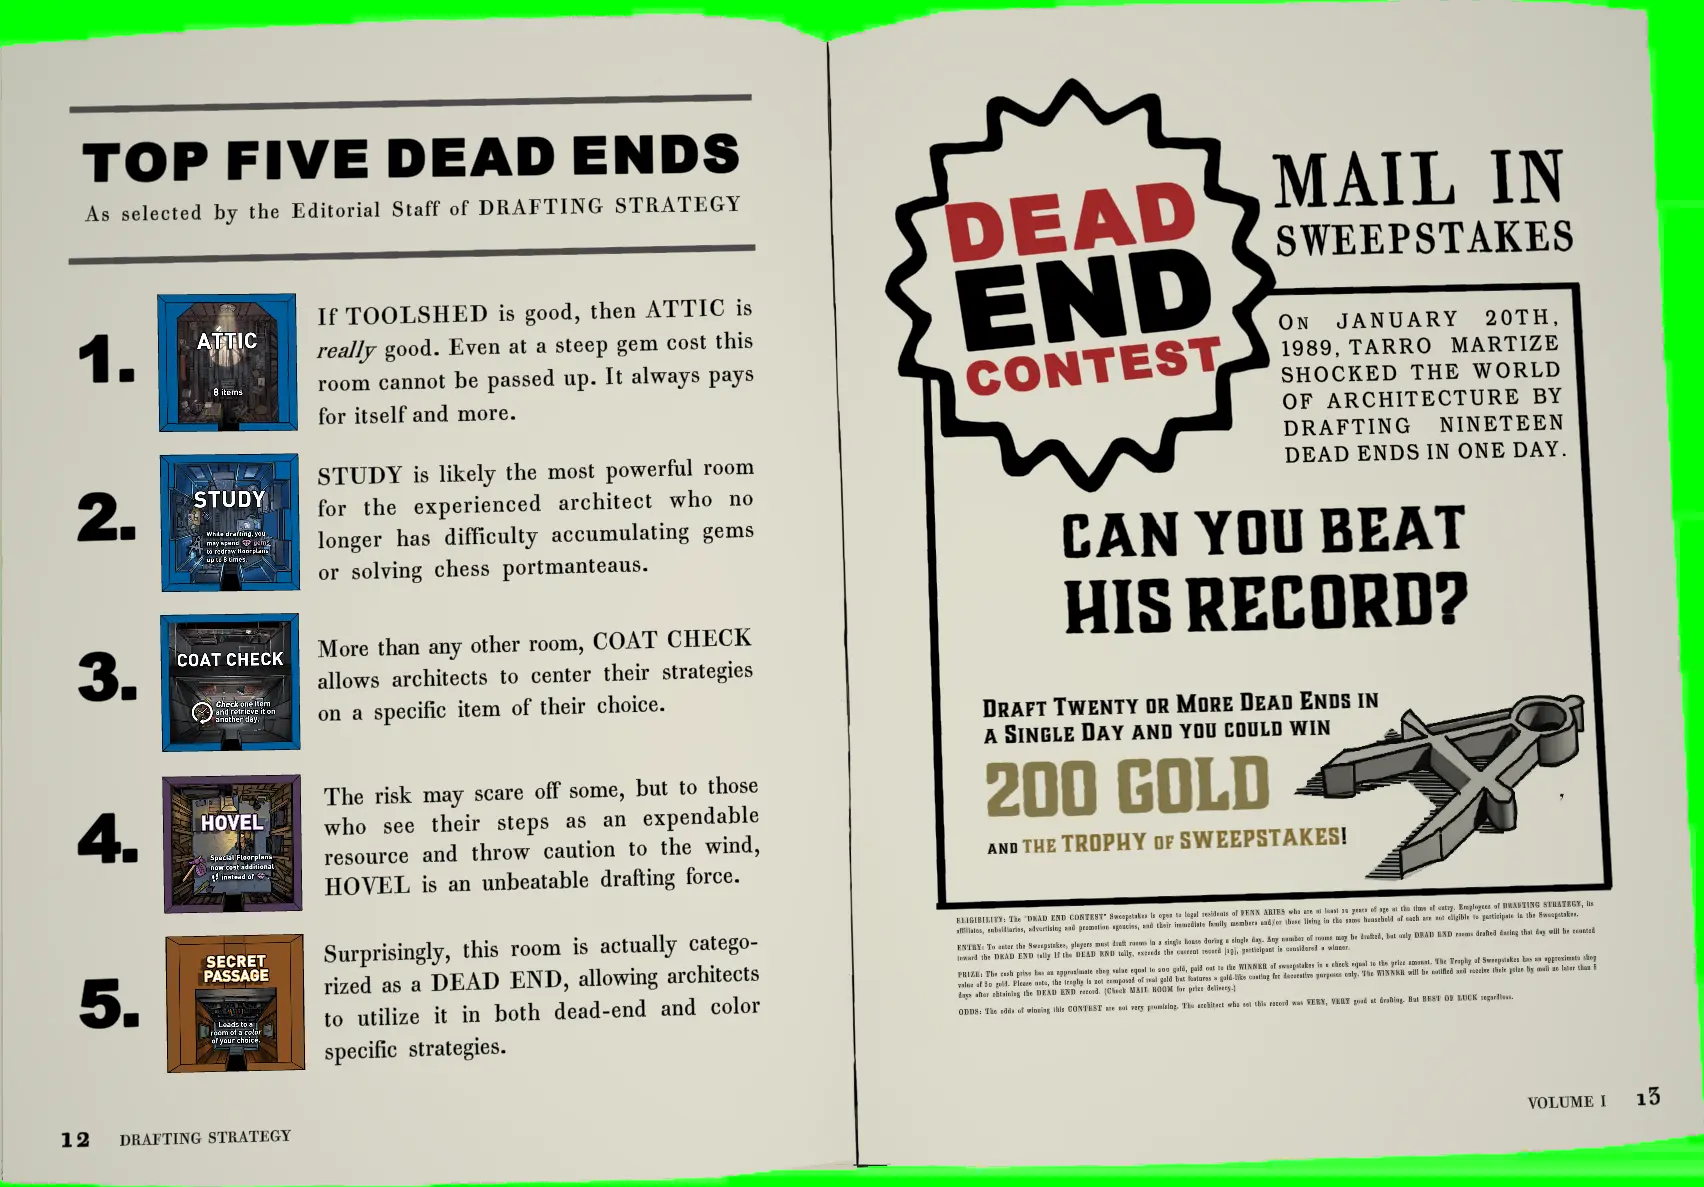 TOP FIVE DEAD ENDS
As selected by the Editorial Staff of DRAFTING STRATEGY
1.
ATTIC
8 items
If TOOLSHED is good, then ATTIC is
really good. Even at a steep gem cost this
room cannot be passed up. It always pays
for itself and more.
2.
STUDY
While drafting, you
may spend gems
to redraw floorplans
up to 8 times.
STUDY is likely the most powerful room
for the experienced architect who no
longer has difficulty accumulating gems
or solving chess portmanteaus.
3.
COAT CHECK
Check one item
and retrieve it on
another day.
More than any other room, COAT CHECK
allows architects to center their strategies
on a specific item of their choice.
4.
HOVEL
Special Floorplans
now cost additional
instead of
The risk may scare off some, but to those
who see their steps as an expendable
resource and throw caution to the wind,
HOVEL is an unbeatable drafting force.
5.
SECRET
PASSAGE
Leads to a
room of a color
of your choice.
Surprisingly, this room is actually catego-
rized as a DEAD END, allowing architects
to utilize it in both dead-end and color
specific strategies.
12 DRAFTING STRATEGY
DEAD
END
CONTEST
MAIL IN
SWEEPSTAKES
ON JANUARY 20TH,
1989, TARRO MARTIZE
SHOCKED THE WORLD
OF ARCHITECTURE BY
DRAFTING NINETEEN
DEAD ENDS IN ONE DAY.
CAN YOU BEAT
HIS RECORD?
DRAFT TWENTY OR MORE DEAD ENDS IN
A SINGLE DAY AND YOU COULD WIN
200 GOLD
AND THE TROPHY OF SWEEPSTAKES!
ELIGIBILITY: The "DEAD END CONTEST" Sweepstakes is open to legal residents of FENN ARIES who are at least years of age at the time of entry. Employees of DRAFTING STRATEGY, its
affiliates, subsidiaries, advertising and promotion agencies, and their immediate family members and/or those living in the same household of each are not eligible to participate in the Sweepstakes.
ENTRY: To enter the Sweepstakes, players must draft rooms in a single house during a single day. Any number of rooms may be drafted, but only DEAD END rooms drafted during that day will be counted
toward the DEAD END tally. If the DEAD END tally, exceeds the current record [19], participant is considered a winner.
PRIZE: The cash prize has an approximate shop value equal to 200 gold, paid out to the WINNER of sweepstakes is a check equal to the prize amount. The Trophy of Sweepstakes has an approximate shop
value of 80 gold. Please note, the trophy is not composed of real gold but features a gold-like coating for decorative purposes only. The WINNER will be notified and receive their prize by mail no later than
days after obtaining the DEAD END record. (Check MAIL ROOM for prize delivery.)
ODDS: The odds of winning this CONTEST are not very promising. The architect who set this record was VERY, VERY good at drafting. But BEST OF LUCK regardless.
VOLUME I 13